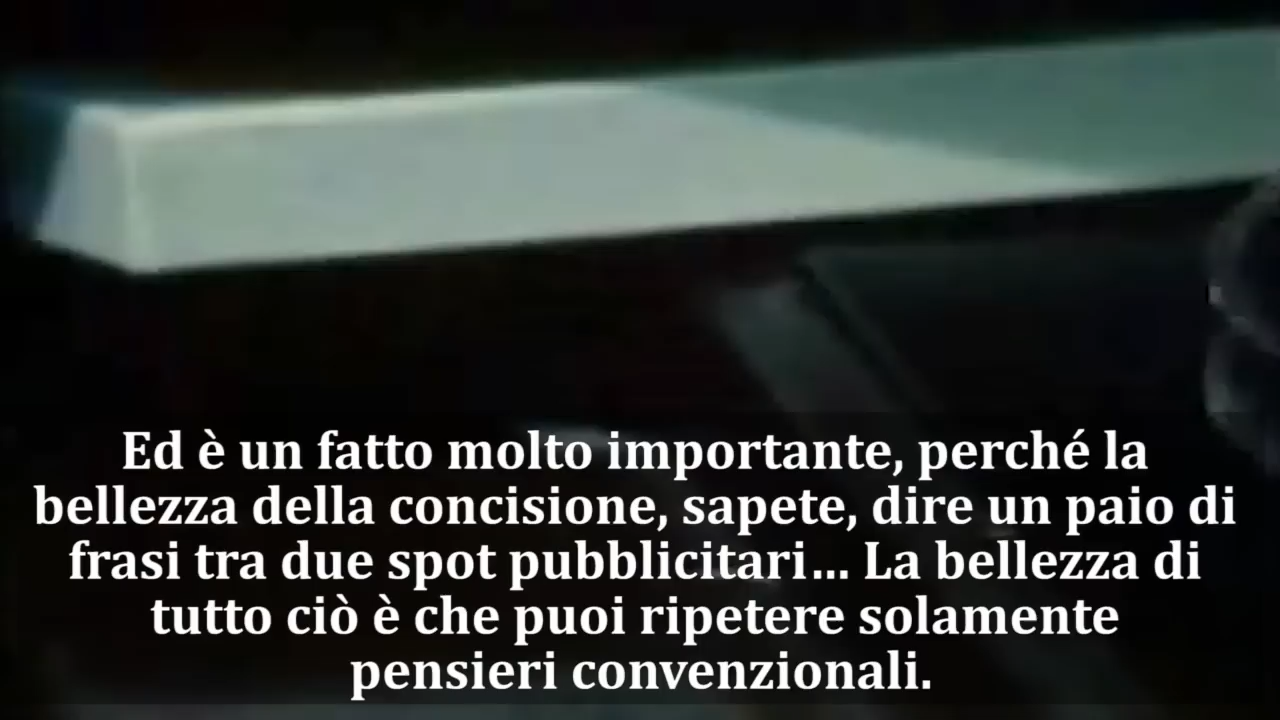 Ed è un fatto molto importante, perché la
bellezza della concisione, sapete, dire un paio di
frasi tra due spot pubblicitari... La bellezza di
tutto ciò è che puoi ripetere solamente
pensieri convenzionali.